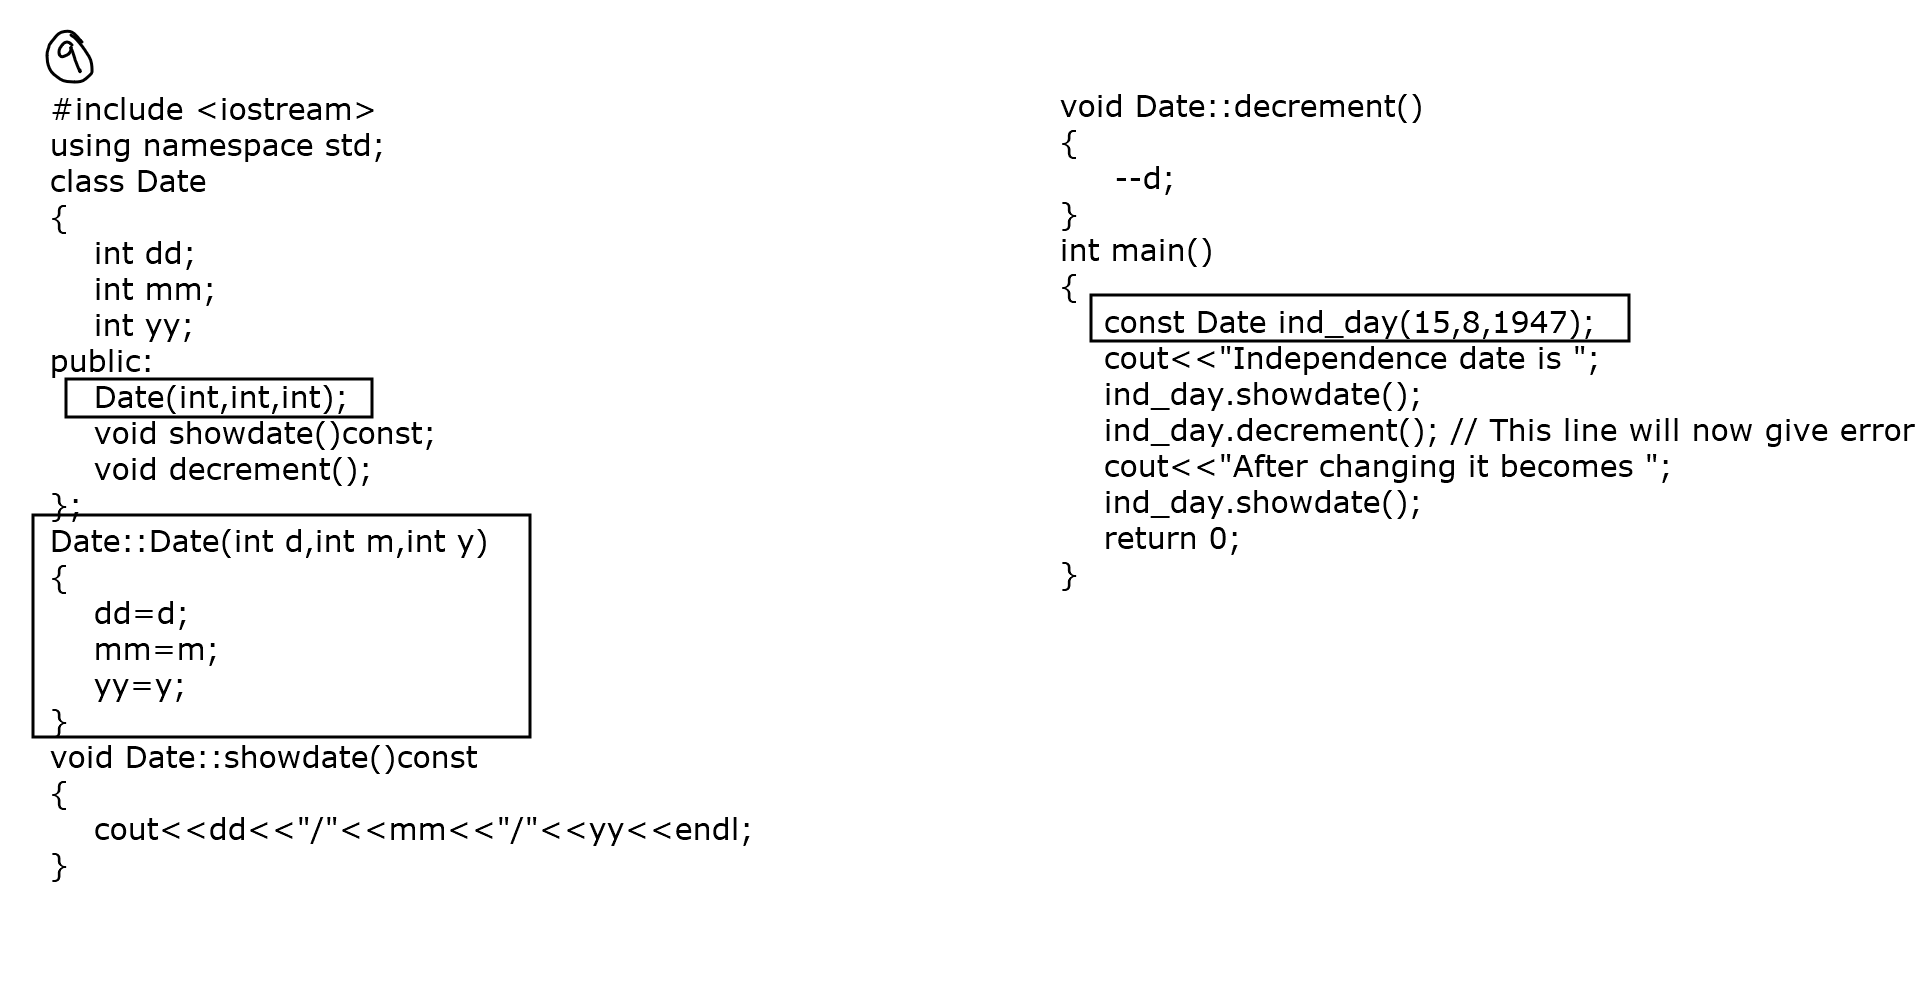 9
#include <iostream>
using namespace std;
class Date
{
int dd;
int mm;
int yy;
public:
Date(int,int,int);
void showdate()const;
void decrement();
};
Date::Date(int d,int m,int y)
{
dd=d;
mm=m;
yy=y;
}
void Date::showdate()const
{
cout<<dd<<"/"<<mm<<"/"<<yy<<endl;
}
void Date::decrement()
{
--d;
}
int main()
{
const Date ind_day(15,8,1947);
cout<<"Independence date is ";
ind_day.showdate();
ind_day.decrement(); // This line will now give error
cout<<"After changing it becomes ";
ind_day.showdate();
return 0;
}